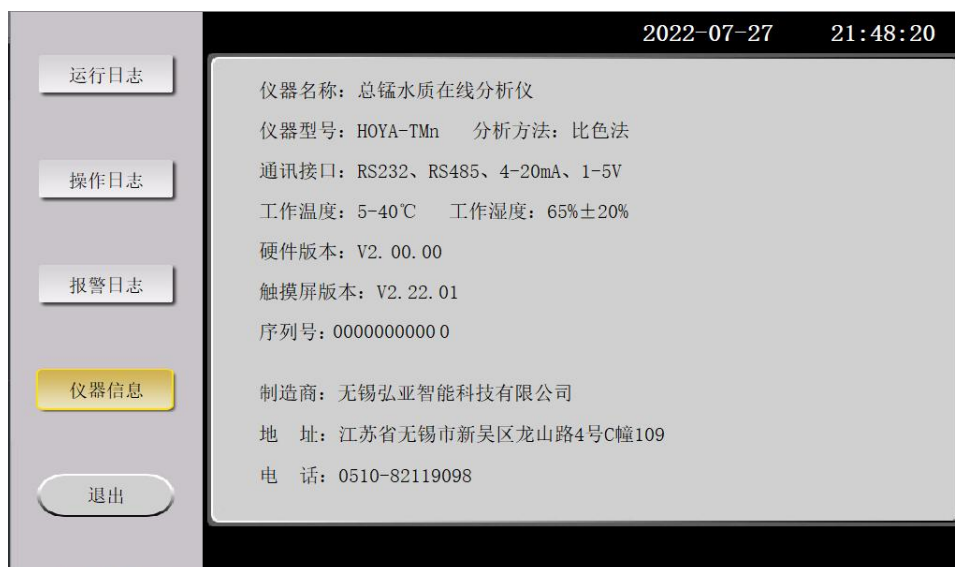 2022-07-27 21:48:20
运行日志
操作日志
报警日志
仪器信息
退出
仪器名称：总锰水质在线分析仪
仪器型号：HOYA-TMn 分析方法：比色法
通讯接口：RS232、RS485、4-20mA、1-5V
工作温度：5-40℃ 工作湿度：65%±20%
硬件版本：V2.00.00
触摸屏版本：V2.22.01
序列号：00000000000
制造商：无锡弘亚智能科技有限公司
地 址：江苏省无锡市新吴区龙山路4号C幢109
电 话：0510-82119098